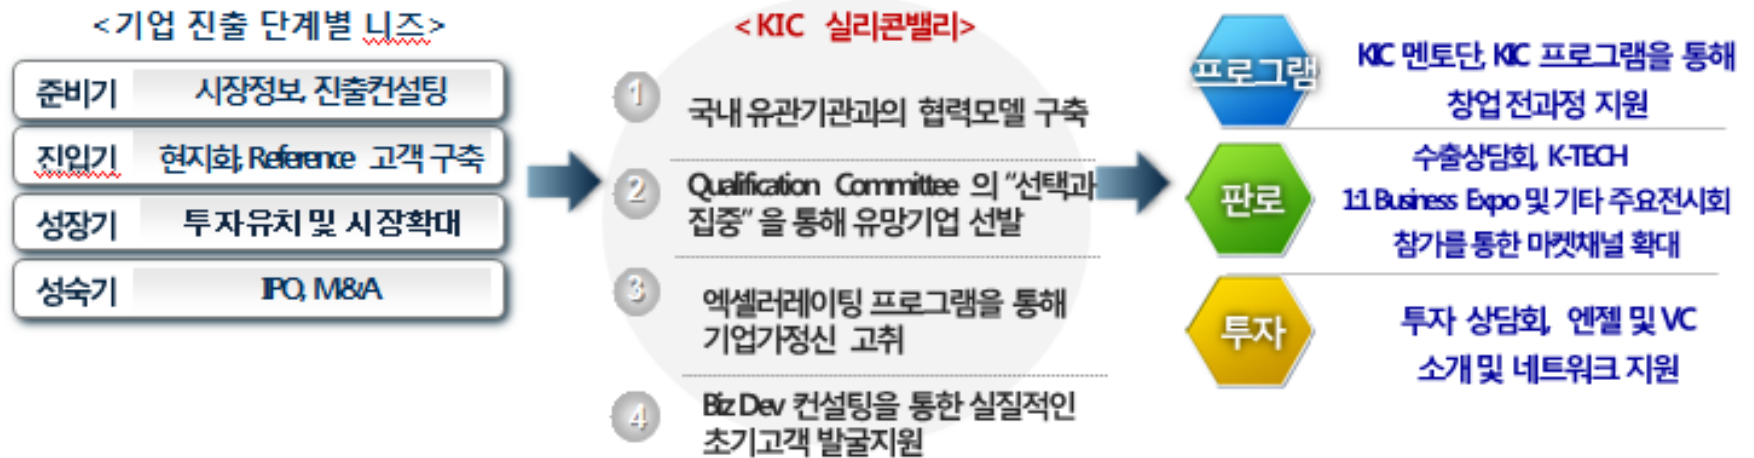 <기업 진출 단계별 니즈>
준비기 시장정보, 진출컨설팅
진입기 현지화, Reference 고객 구축
성장기 투자유치 및 시장확대
성숙기 IPO, M&A
<KIC 실리콘밸리>
1 국내 유관기관과의 협력모델 구축
2 Qualification Committee 의 "선택과
집중" 을 통해 유망기업 선발
3 엑셀러레이팅 프로그램을 통해
기업가정신 고취
4 Biz Dev 컨설팅을 통한 실질적인
초기고객 발굴지원
프로그램
KIC 멘토단, KIC 프로그램을 통해
창업 전과정 지원
판로
수출상담회, K-TECH
1:1 Business Expo 및 기타 주요전시회
참가를 통한 마켓채널 확대
투자
투자 상담회, 엔젤 및 VC
소개 및 네트워크 지원